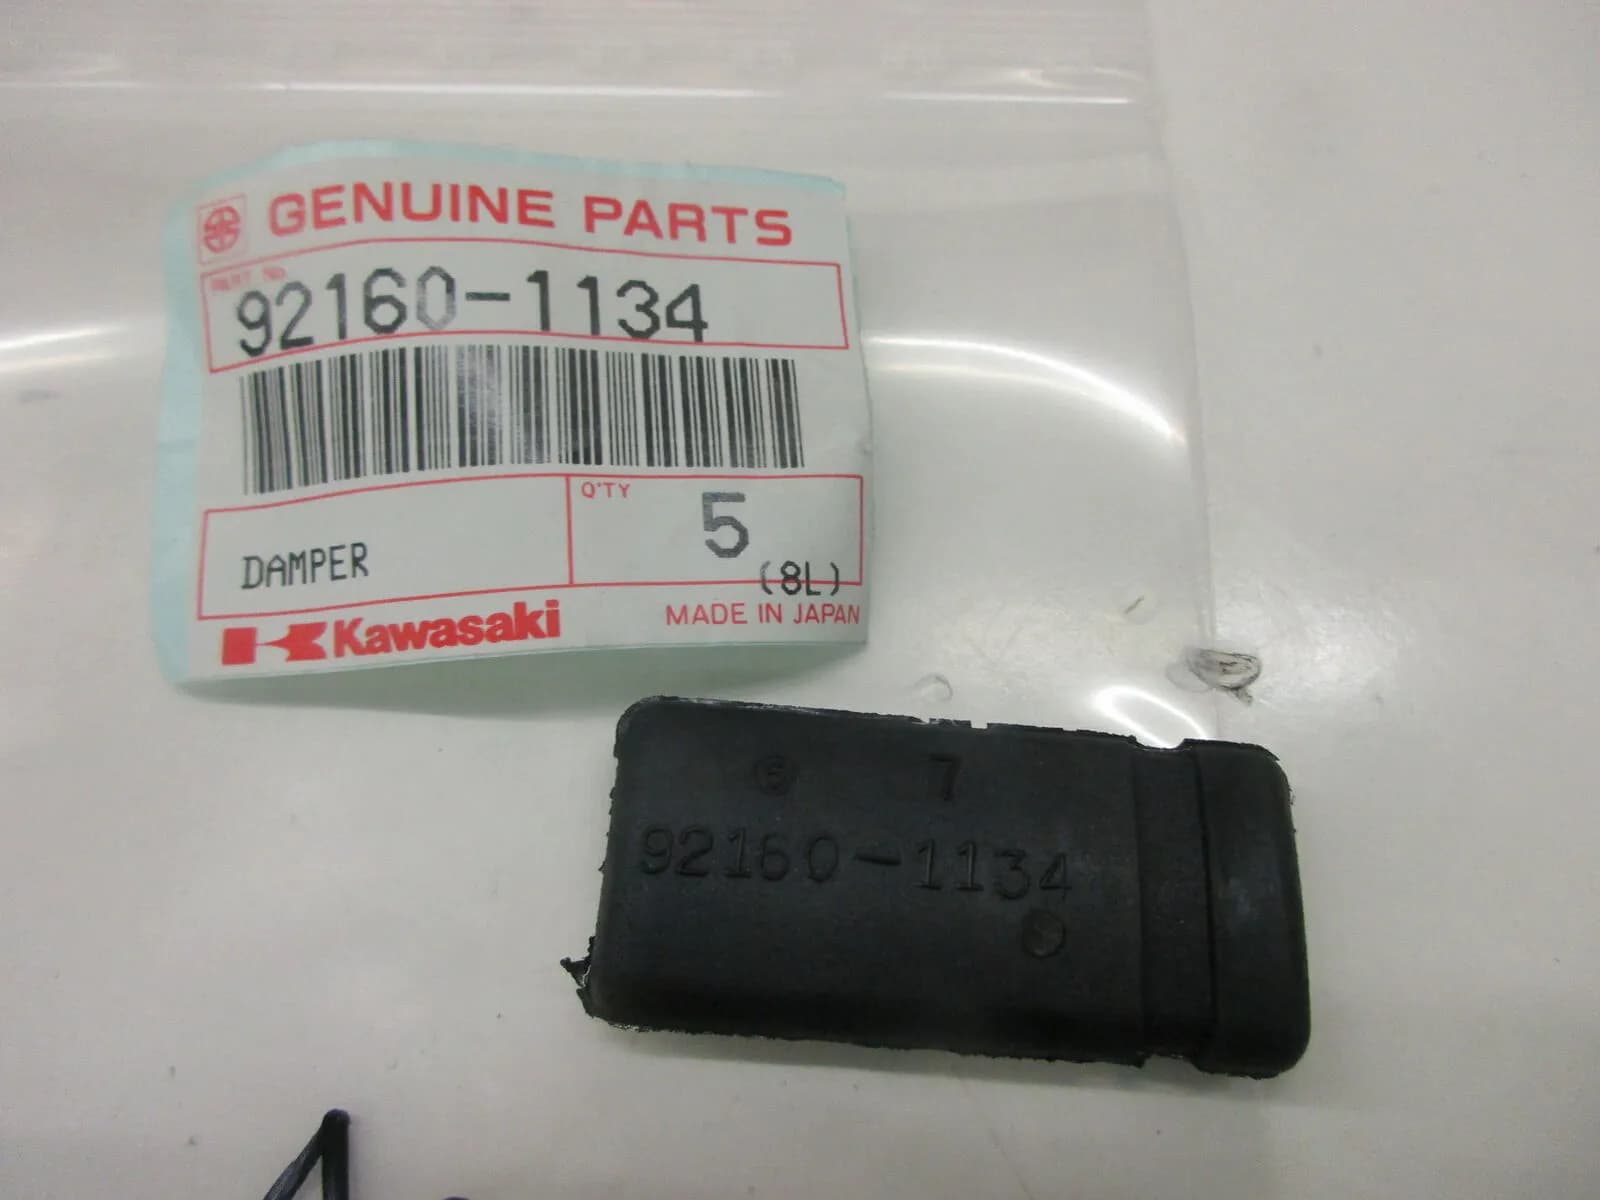 GENUINE PARTS
PART No.
92160-1134
DAMPER
Q'TY
5
(8L)
Kawasaki
MADE IN JAPAN
7
92160-1134